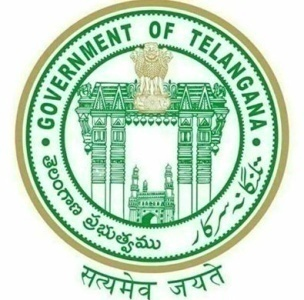 GOVERNMENT OF TELANGANA
తెలంగాణ ప్రభుత్వము
تلنگانہ سرکار
सत्यमेव जयते